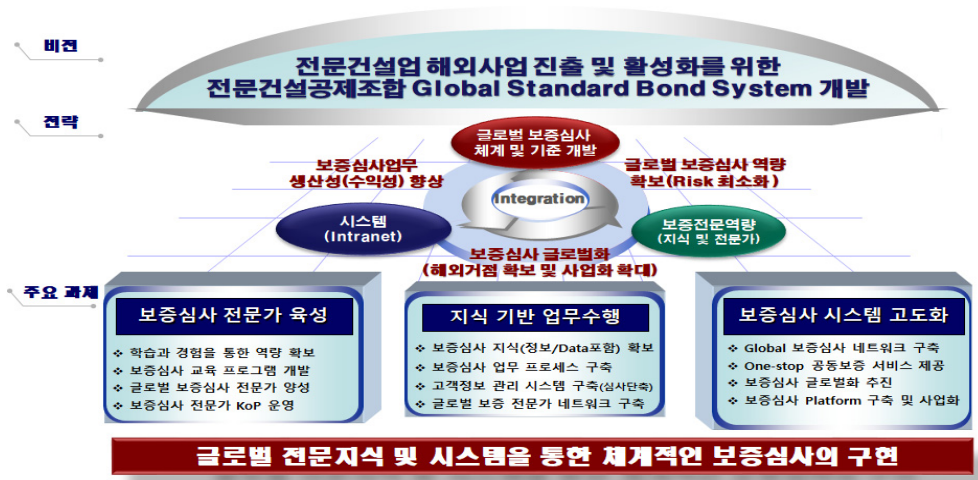 비전
전문건설업 해외사업 진출 및 활성화를 위한
전문건설공제조합 Global Standard Bond System 개발
전략
글로벌 보증심사
체계 및 기준 개발
보증심사업무
생산성(수익성) 향상
글로벌 보증심사 역량
확보(Risk 최소화)
Integration
시스템
(Intranet)
보증전문역량
(지식 및 전문가)
보증심사 글로벌화
(해외거점 확보 및 사업화 확대)
주요 과제
보증심사 전문가 육성
❖ 학습과 경험을 통한 역량 확보
❖ 보증심사 교육 프로그램 개발
❖ 글로벌 보증심사 전문가 양성
❖ 보증심사 전문가 KoP 운영
지식 기반 업무수행
❖ 보증심사 지식(정보/Data포함) 확보
❖ 보증심사 업무 프로세스 구축
❖ 고객정보 관리 시스템 구축(심사단축)
❖ 글로벌 보증 전문가 네트워크 구축
보증심사 시스템 고도화
❖ Global 보증심사 네트워크 구축
❖ One-stop 공동보증 서비스 제공
❖ 보증심사 글로벌화 추진
❖ 보증심사 Platform 구축 및 사업화
글로벌 전문지식 및 시스템을 통한 체계적인 보증심사의 구현